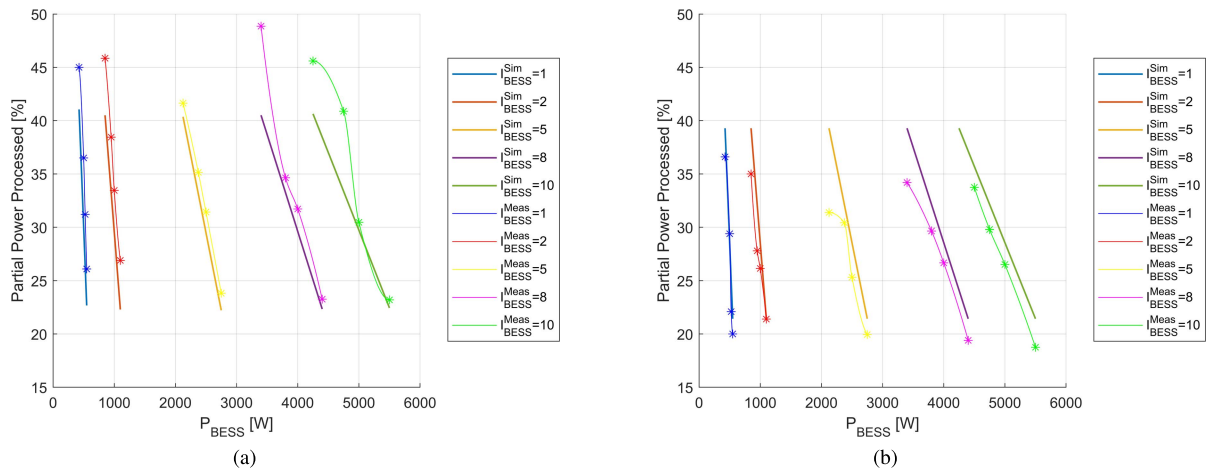 50
45
40
35
30
25
20
15
Partial Power Processed [%]
0 1000 2000 3000 4000 5000 6000
P_BESS [W]
I^Sim_BESS=1
I^Sim_BESS=2
I^Sim_BESS=5
I^Sim_BESS=8
I^Sim_BESS=10
I^Meas_BESS=1
I^Meas_BESS=2
I^Meas_BESS=5
I^Meas_BESS=8
I^Meas_BESS=10
(a)
50
45
40
35
30
25
20
15
Partial Power Processed [%]
0 1000 2000 3000 4000 5000 6000
P_BESS [W]
I^Sim_BESS=1
I^Sim_BESS=2
I^Sim_BESS=5
I^Sim_BESS=8
I^Sim_BESS=10
I^Meas_BESS=1
I^Meas_BESS=2
I^Meas_BESS=5
I^Meas_BESS=8
I^Meas_BESS=10
(b)